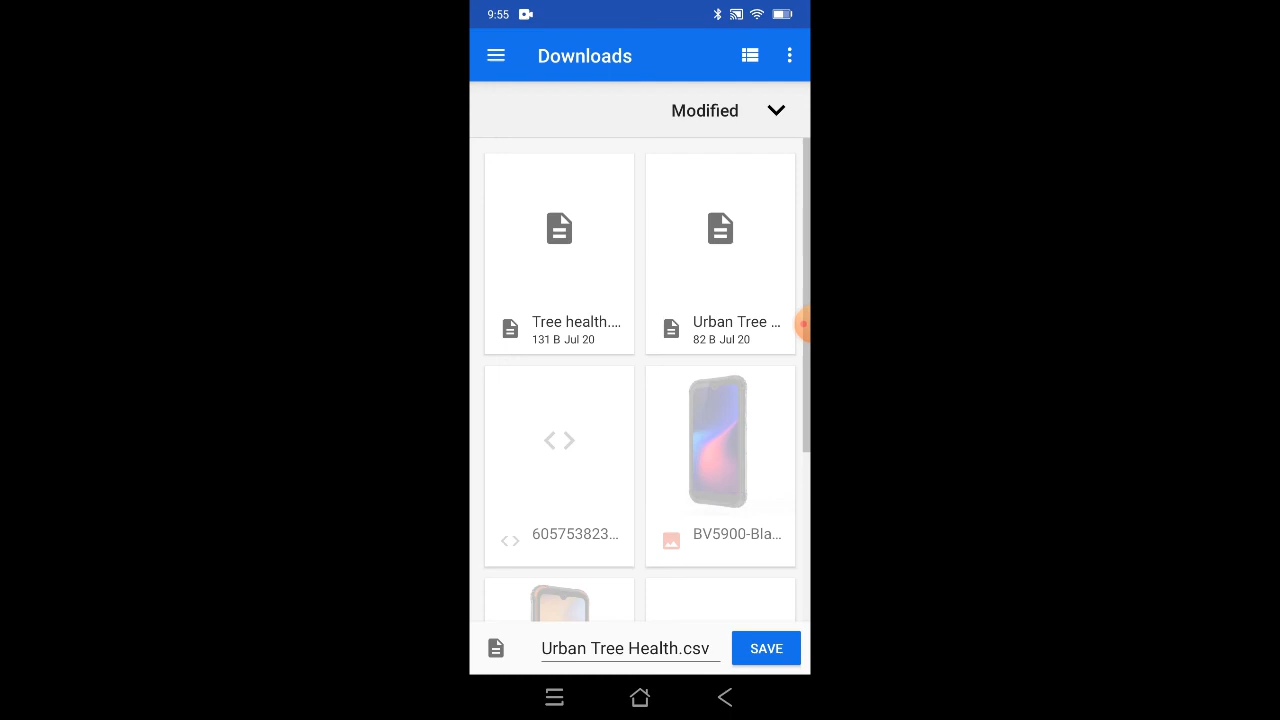 9:55
Downloads
Modified
Tree health....
131 B Jul 20
Urban Tree ...
82 B Jul 20
605753823...
BV5900-Bla...
Urban Tree Health.csv
SAVE